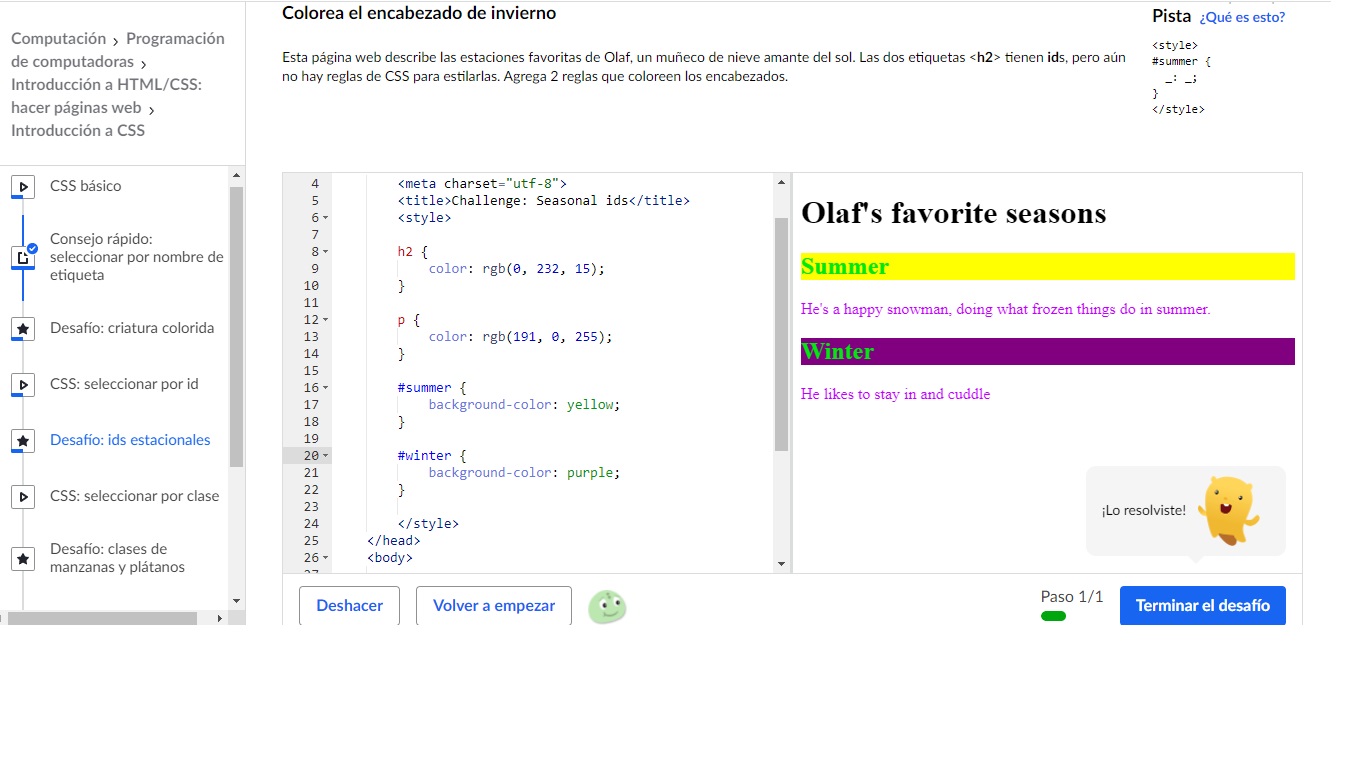 Computación › Programación
de computadoras ›
Introducción a HTML/CSS:
hacer páginas web ›
Introducción a CSS
CSS básico
Consejo rápido:
seleccionar por nombre de
etiqueta
Desafío: criatura colorida
CSS: seleccionar por id
Desafío: ids estacionales
CSS: seleccionar por clase
Desafío: clases de
manzanas y plátanos
Colorea el encabezado de invierno
Esta página web describe las estaciones favoritas de Olaf, un muñeco de nieve amante del sol. Las dos etiquetas <h2> tienen ids, pero aún
no hay reglas de CSS para estilarlas. Agrega 2 reglas que coloreen los encabezados.
Pista ¿Qué es esto?
<style>
#summer {
_: _;
}
</style>
4 <meta charset="utf-8">
5 <title>Challenge: Seasonal ids</title>
6 <style>
7
8 h2 {
9 color: rgb(0, 232, 15);
10 }
11
12 p {
13 color: rgb(191, 0, 255);
14 }
15
16 #summer {
17 background-color: yellow;
18 }
19
20 #winter {
21 background-color: purple;
22 }
23
24 </style>
25 </head>
26 <body>
Olaf's favorite seasons
Summer
He's a happy snowman, doing what frozen things do in summer.
Winter
He likes to stay in and cuddle
¡Lo resolviste!
Deshacer
Volver a empezar
Paso 1/1
Terminar el desafío